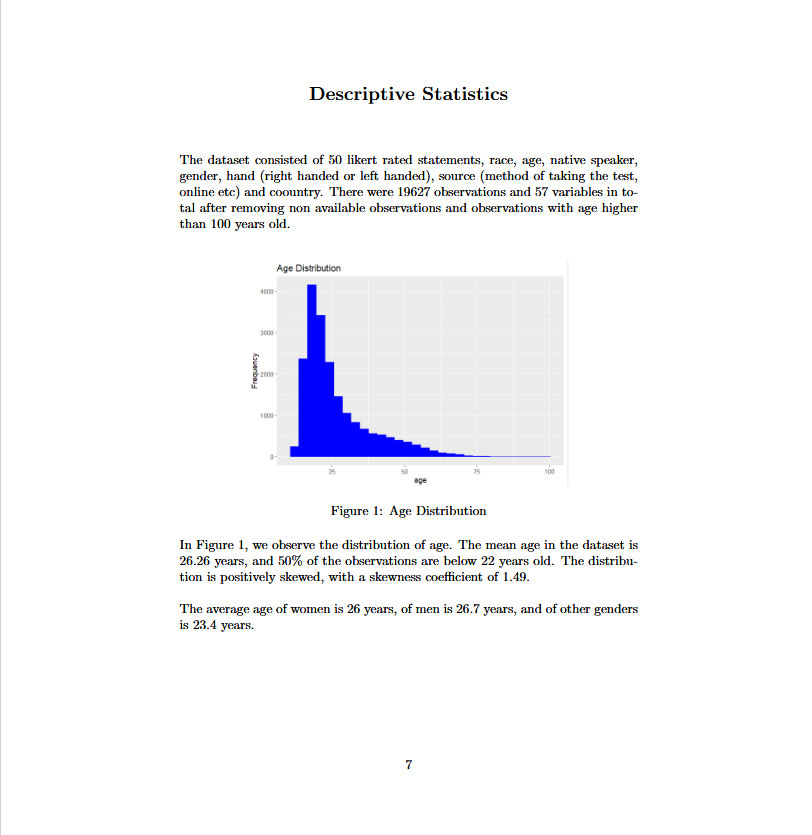 Descriptive Statistics
The dataset consisted of 50 likert rated statements, race, age, native speaker,
gender, hand (right handed or left handed), source (method of taking the test,
online etc) and coountry. There were 19627 observations and 57 variables in to-
tal after removing non available observations and observations with age higher
than 100 years old.
Age Distribution
4000
3000
2000
1000
0
Frequency
25 50 75 100
age
Figure 1: Age Distribution
In Figure 1, we observe the distribution of age. The mean age in the dataset is
26.26 years, and 50% of the observations are below 22 years old. The distribu-
tion is positively skewed, with a skewness coefficient of 1.49.
The average age of women is 26 years, of men is 26.7 years, and of other genders
is 23.4 years.
7